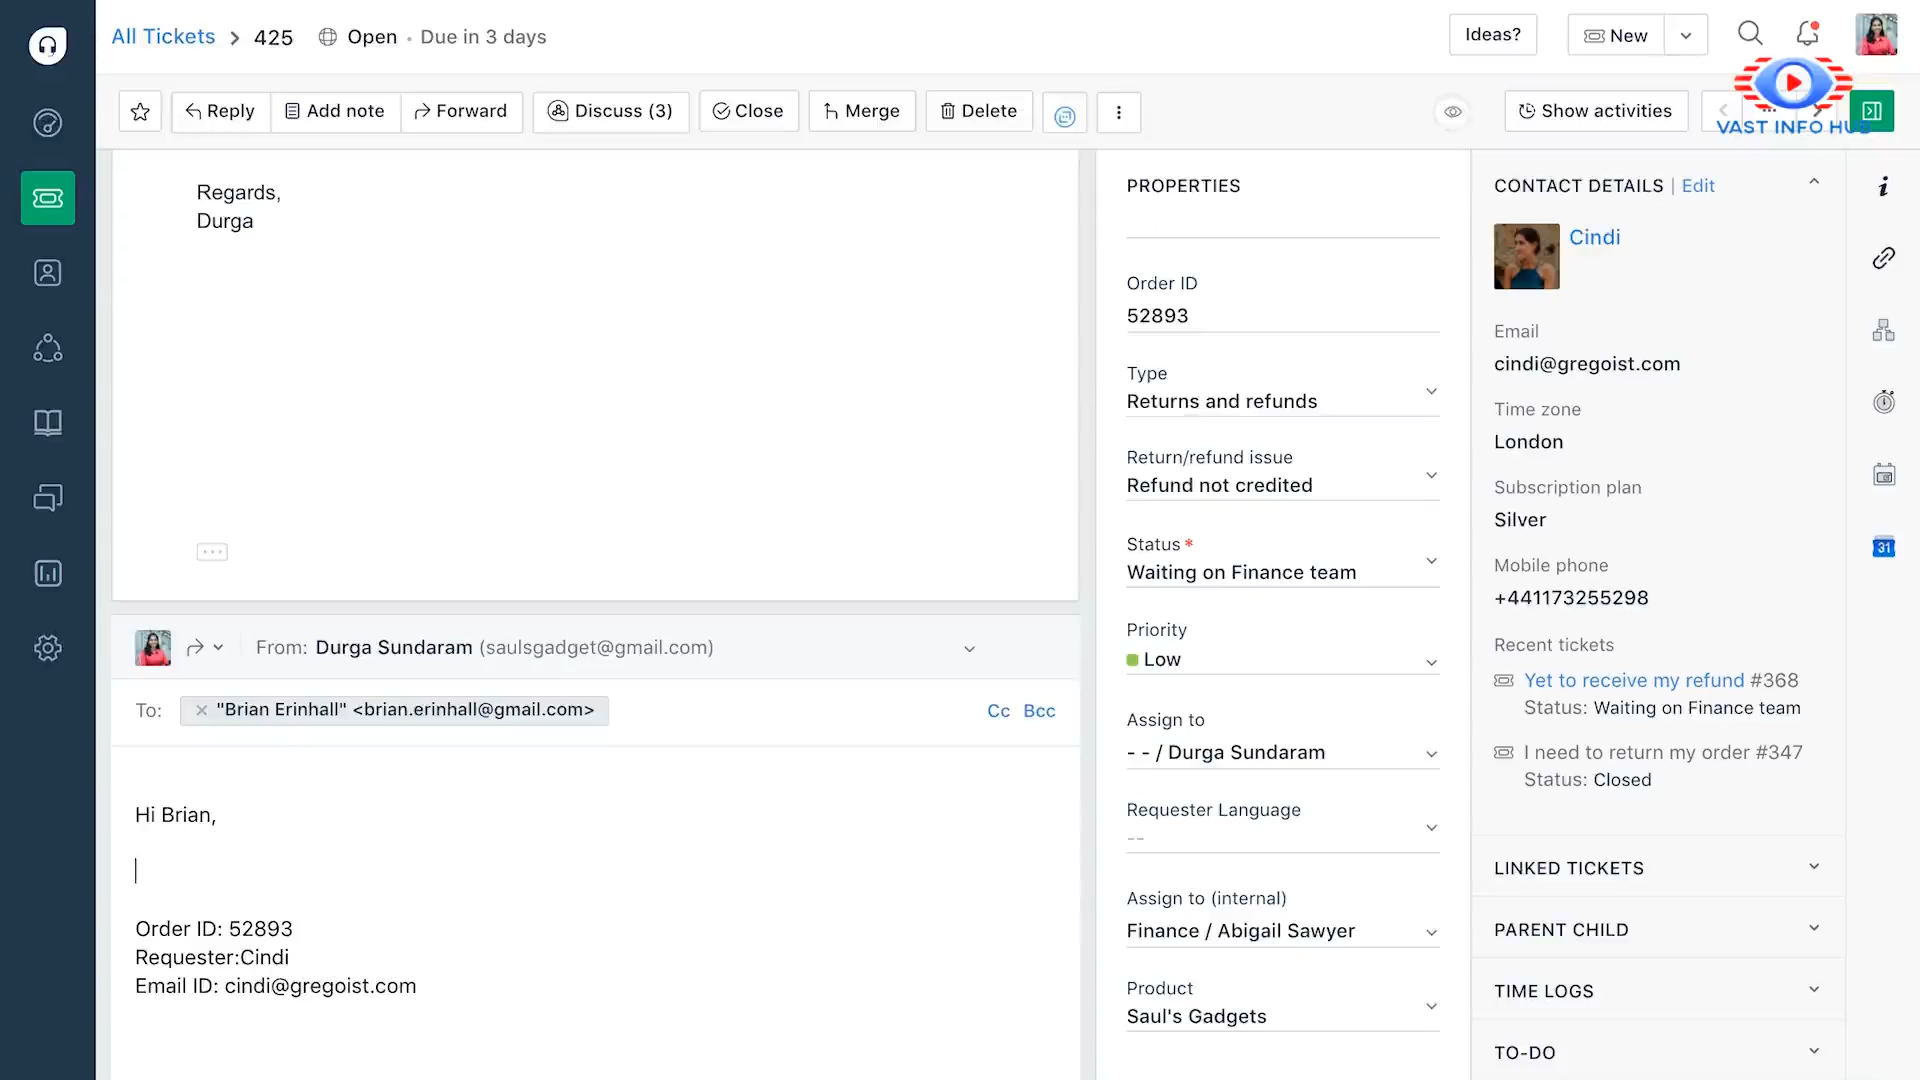 All Tickets > 425 Open • Due in 3 days
Ideas?
New
Reply
Add note
Forward
Discuss (3)
Close
Merge
Delete
Show activities
VAST INFO HUB
Regards,
Durga
From: Durga Sundaram (saulsgadget@gmail.com)
To: × "Brian Erinhall" <brian.erinhall@gmail.com>
Cc Bcc
Hi Brian,
Order ID: 52893
Requester:Cindi
Email ID: cindi@gregoist.com
PROPERTIES
Order ID
52893
Type
Returns and refunds
Return/refund issue
Refund not credited
Status *
Waiting on Finance team
Priority
Low
Assign to
- - / Durga Sundaram
Requester Language
--
Assign to (internal)
Finance / Abigail Sawyer
Product
Saul's Gadgets
CONTACT DETAILS | Edit
Cindi
Email
cindi@gregoist.com
Time zone
London
Subscription plan
Silver
Mobile phone
+441173255298
Recent tickets
Yet to receive my refund #368
Status: Waiting on Finance team
I need to return my order #347
Status: Closed
LINKED TICKETS
PARENT CHILD
TIME LOGS
TO-DO
31